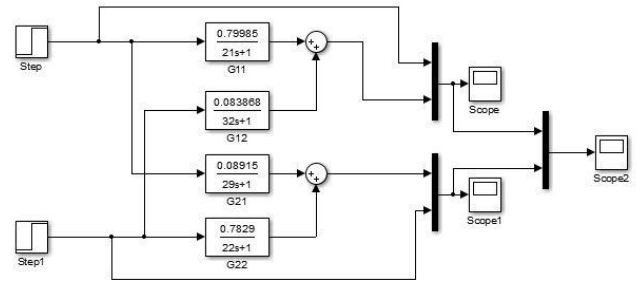 Step
0.79985
21s+1
G11
+
+
0.083868
32s+1
G12
Scope
0.08915
29s+1
G21
+
+
Scope2
Step1
0.7829
22s+1
G22
Scope1